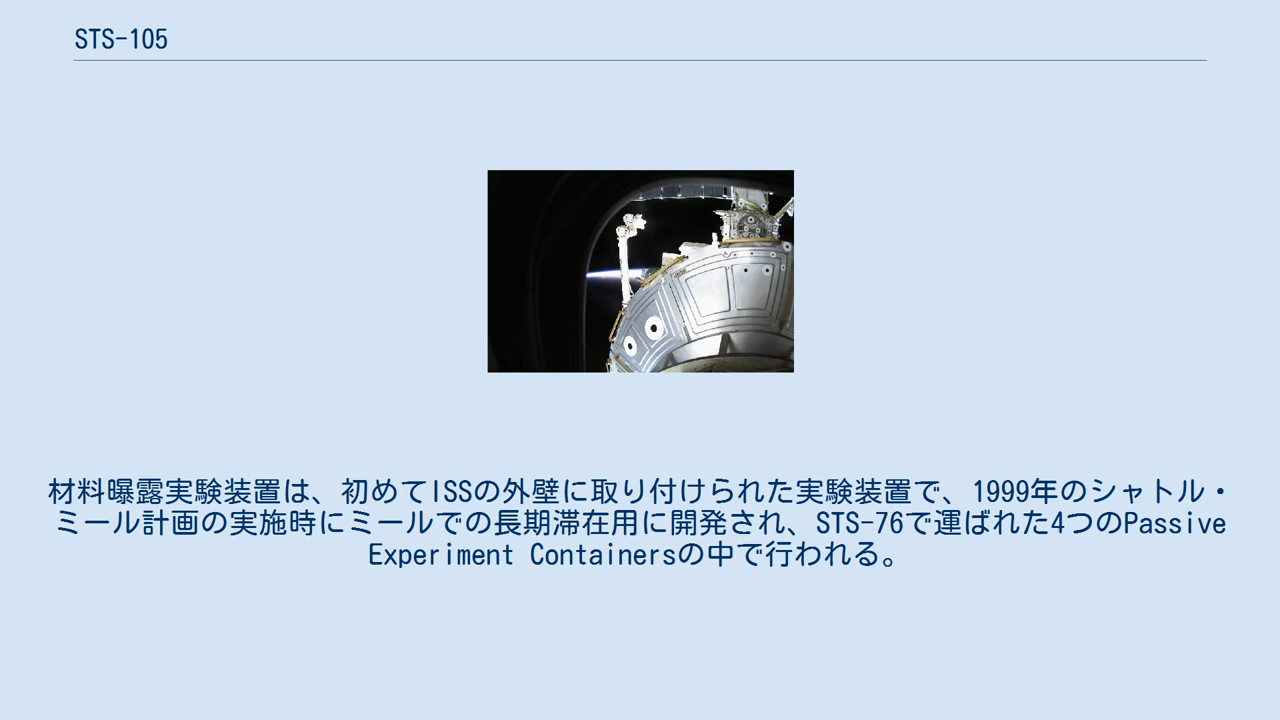 STS-105
材料曝露実験装置は、初めてISSの外壁に取り付けられた実験装置で、1999年のシャトル・
ミール計画の実施時にミールでの長期滞在用に開発され、STS-76で運ばれた4つのPassive
Experiment Containersの中で行われる。